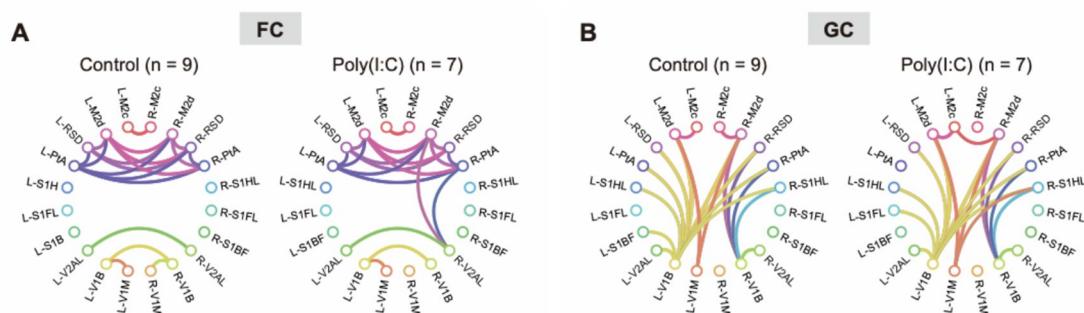 A
FC
Control (n = 9)
L-M2c
R-M2c
L-M2d
R-M2d
L-RSD
R-RSD
L-PtA
R-PtA
L-S1H
R-S1HL
L-S1FL
R-S1FL
L-S1B
R-S1BF
L-V2AL
R-V2AL
L-V1B
R-V1B
L-V1M
R-V1M
Poly(I:C) (n = 7)
L-M2c
R-M2c
L-M2d
R-M2d
L-RSD
R-RSD
L-PtA
R-PtA
L-S1HL
R-S1HL
L-S1FL
R-S1FL
L-S1BF
R-S1BF
L-V2AL
R-V2AL
L-V1B
R-V1B
L-V1M
R-V1M
B
GC
Control (n = 9)
L-M2c
R-M2c
L-M2d
R-M2d
L-RSD
R-RSD
L-PtA
R-PtA
L-S1HL
R-S1HL
L-S1FL
R-S1FL
L-S1BF
R-S1BF
L-V2AL
R-V2AL
L-V1B
R-V1B
L-V1M
R-V1M
Poly(I:C) (n = 7)
L-M2c
R-M2c
L-M2d
R-M2d
L-RSD
R-RSD
L-PtA
R-PtA
L-S1HL
R-S1HL
L-S1FL
R-S1FL
L-S1BF
R-S1BF
L-V2AL
R-V2AL
L-V1B
R-V1B
L-V1M
R-V1M